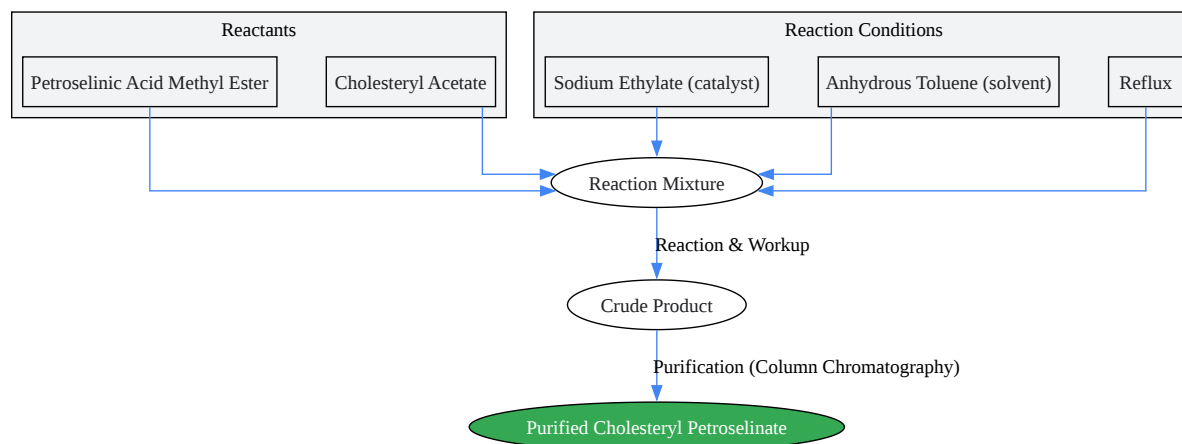 Reactants
Reaction Conditions
Petroselinic Acid Methyl Ester
Cholesteryl Acetate
Sodium Ethylate (catalyst)
Anhydrous Toluene (solvent)
Reflux
Reaction Mixture
Reaction & Workup
Crude Product
Purification (Column Chromatography)
Purified Cholesteryl Petroselinate